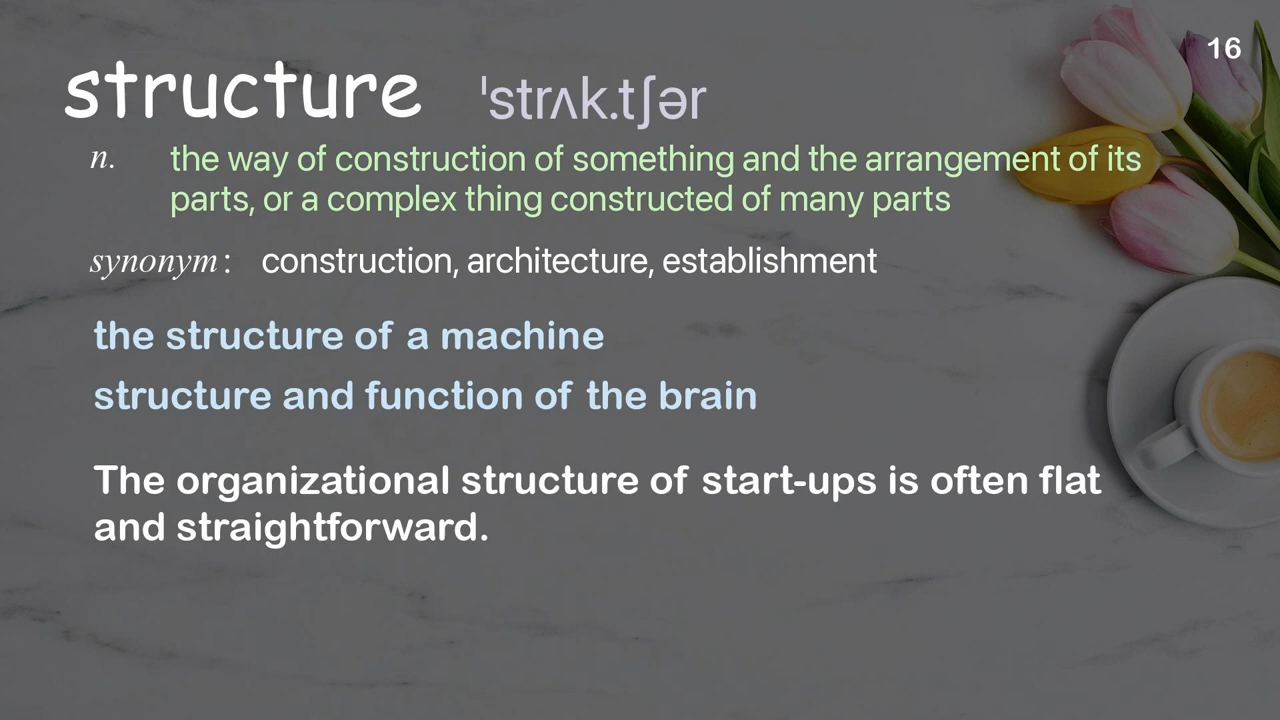 16
structure ˈstrʌk.tʃər
n. the way of construction of something and the arrangement of its
parts, or a complex thing constructed of many parts
synonym: construction, architecture, establishment
the structure of a machine
structure and function of the brain
The organizational structure of start-ups is often flat
and straightforward.